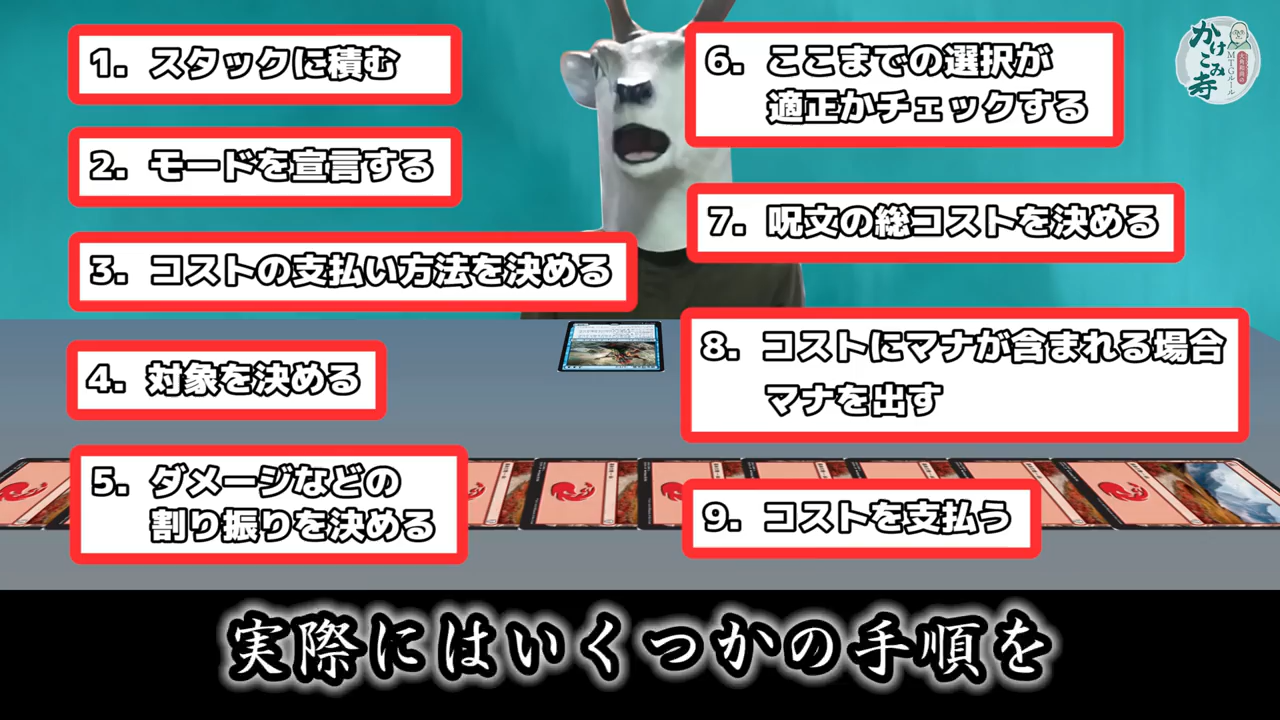 1. スタックに積む
2. モードを宣言する
3. コストの支払い方法を決める
4. 対象を決める
5. ダメージなどの
割り振りを決める
6. ここまでの選択が
適正かチェックする
7. 呪文の総コストを決める
8. コストにマナが含まれる場合
マナを出す
9. コストを支払う
かけこみ寺
MTGルール
実際にはいくつかの手順を